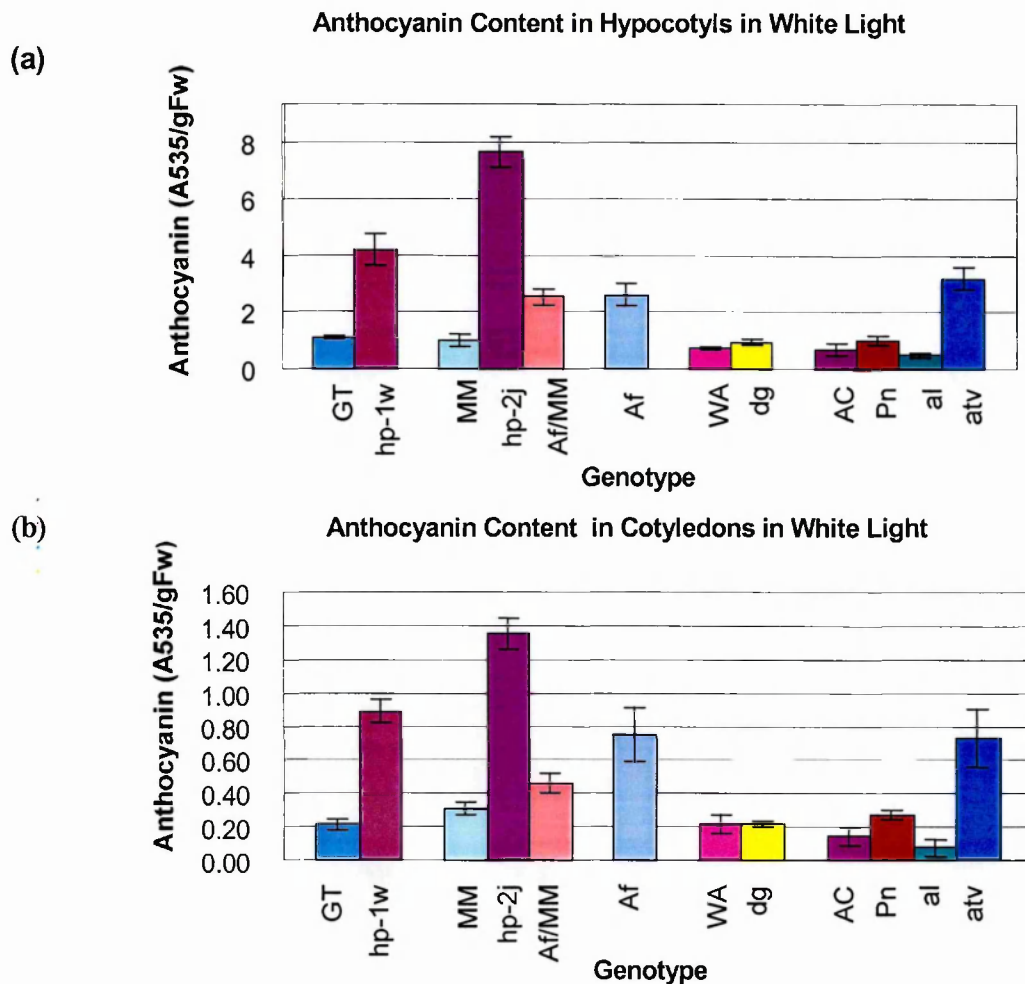 Anthocyanin Content in Hypocotyls in White Light
(a)
Anthocyanin (A535/gFw)
8
6
4
2
0
GT
hp-1w
MM
hp-2j
Af/MM
Af
WA
dg
AC
Pn
al
atv
Genotype
(b)
Anthocyanin Content in Cotyledons in White Light
Anthocyanin (A535/gFw)
1.60
1.40
1.20
1.00
0.80
0.60
0.40
0.20
0.00
GT
hp-1w
MM
hp-2j
Af/MM
Af
WA
dg
AC
Pn
al
atv
Genotype